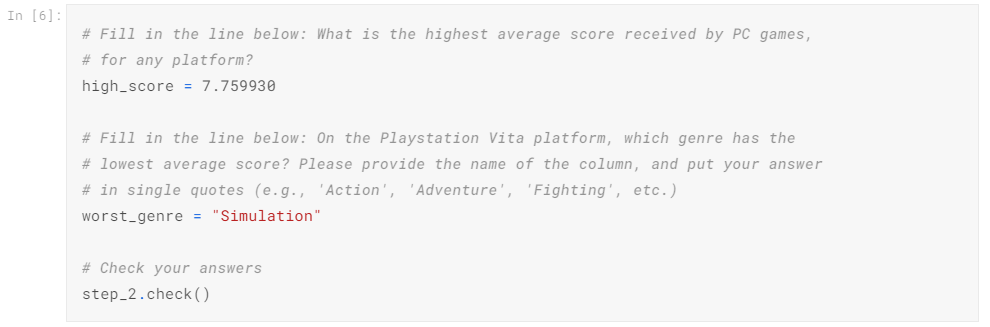 In [6]:
# Fill in the line below: What is the highest average score received by PC games,
# for any platform?
high_score = 7.759930
# Fill in the line below: On the Playstation Vita platform, which genre has the
# lowest average score? Please provide the name of the column, and put your answer
# in single quotes (e.g., 'Action', 'Adventure', 'Fighting', etc.)
worst_genre = "Simulation"
# Check your answers
step_2.check()